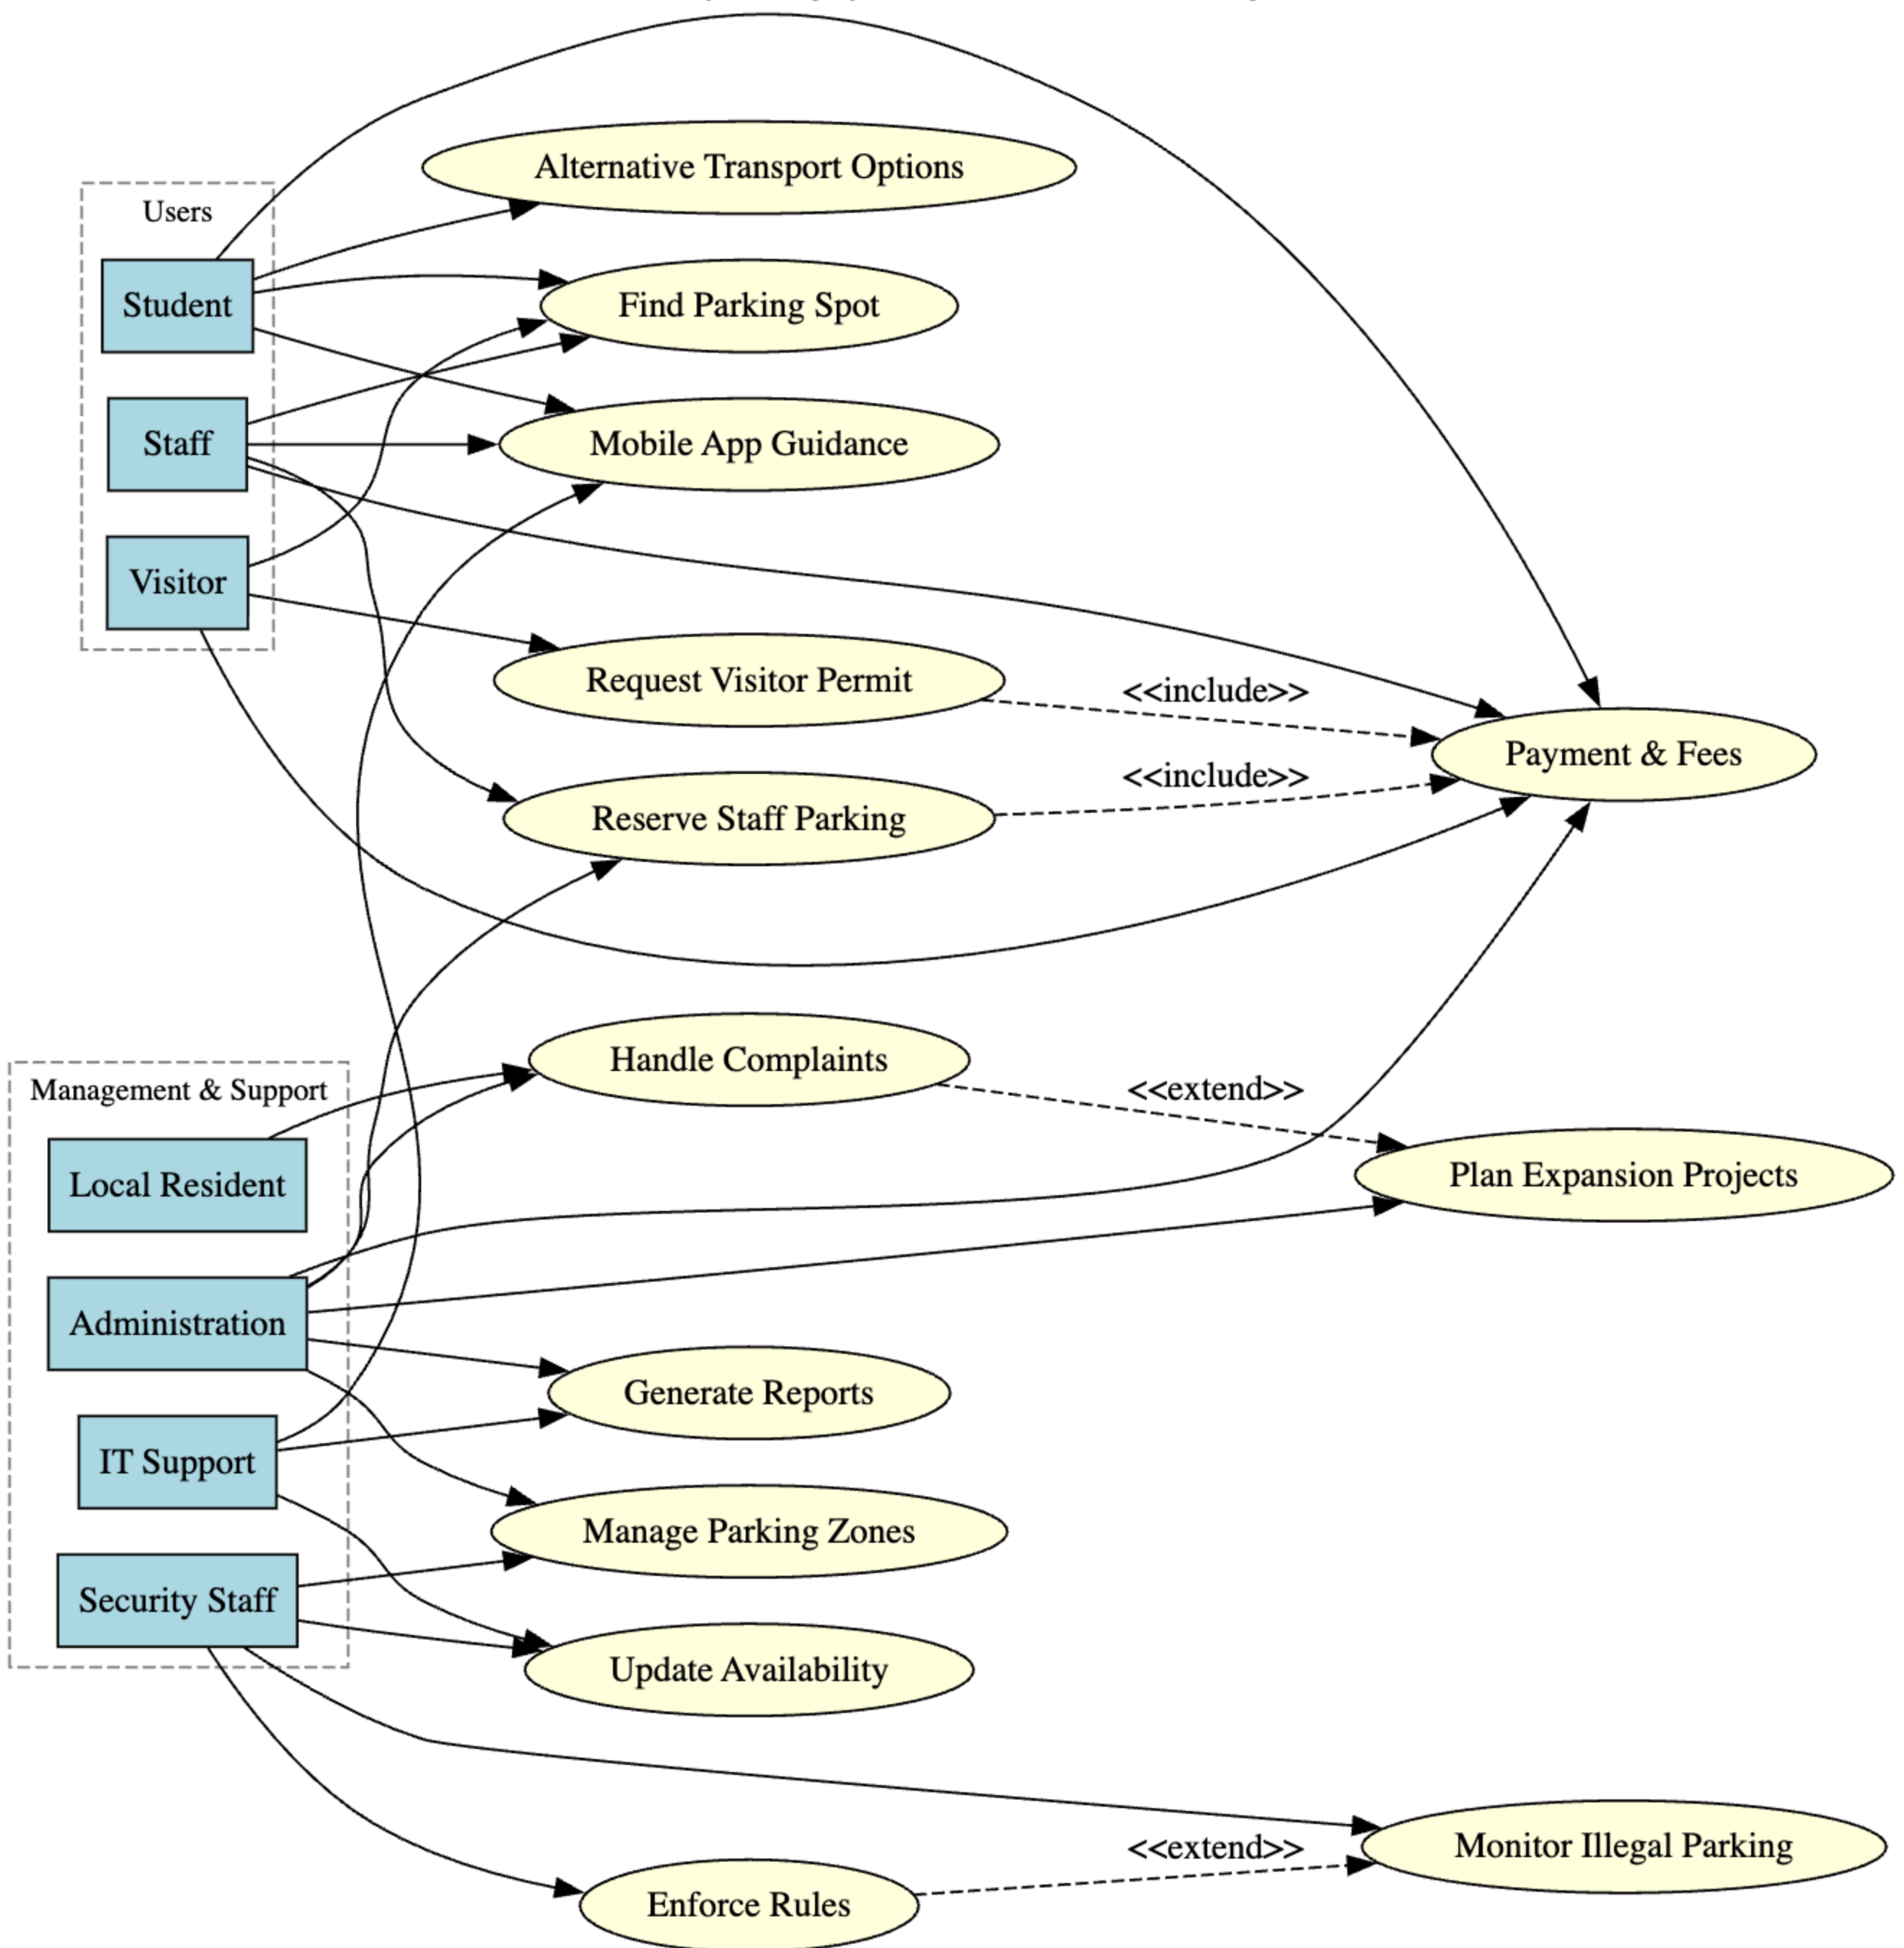 Alternative Transport Options
Users
Student
Find Parking Spot
Staff
Mobile App Guidance
Visitor
Request Visitor Permit
<<include>>
Payment & Fees
<<include>>
Reserve Staff Parking
Handle Complaints
<<extend>>
Management & Support
Local Resident
Plan Expansion Projects
Administration
Generate Reports
IT Support
Manage Parking Zones
Security Staff
Update Availability
<<extend>>
Monitor Illegal Parking
Enforce Rules